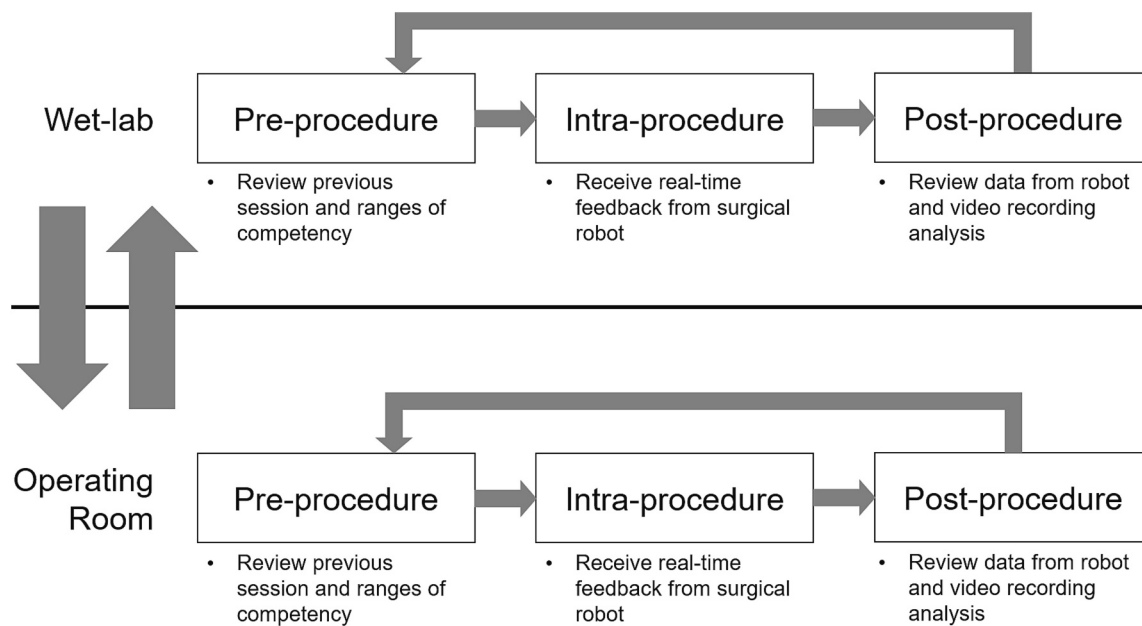 Wet-lab
Pre-procedure
• Review previous
session and ranges of
competency
Intra-procedure
• Receive real-time
feedback from surgical
robot
Post-procedure
• Review data from robot
and video recording
analysis
Operating
Room
Pre-procedure
• Review previous
session and ranges of
competency
Intra-procedure
• Receive real-time
feedback from surgical
robot
Post-procedure
• Review data from robot
and video recording
analysis